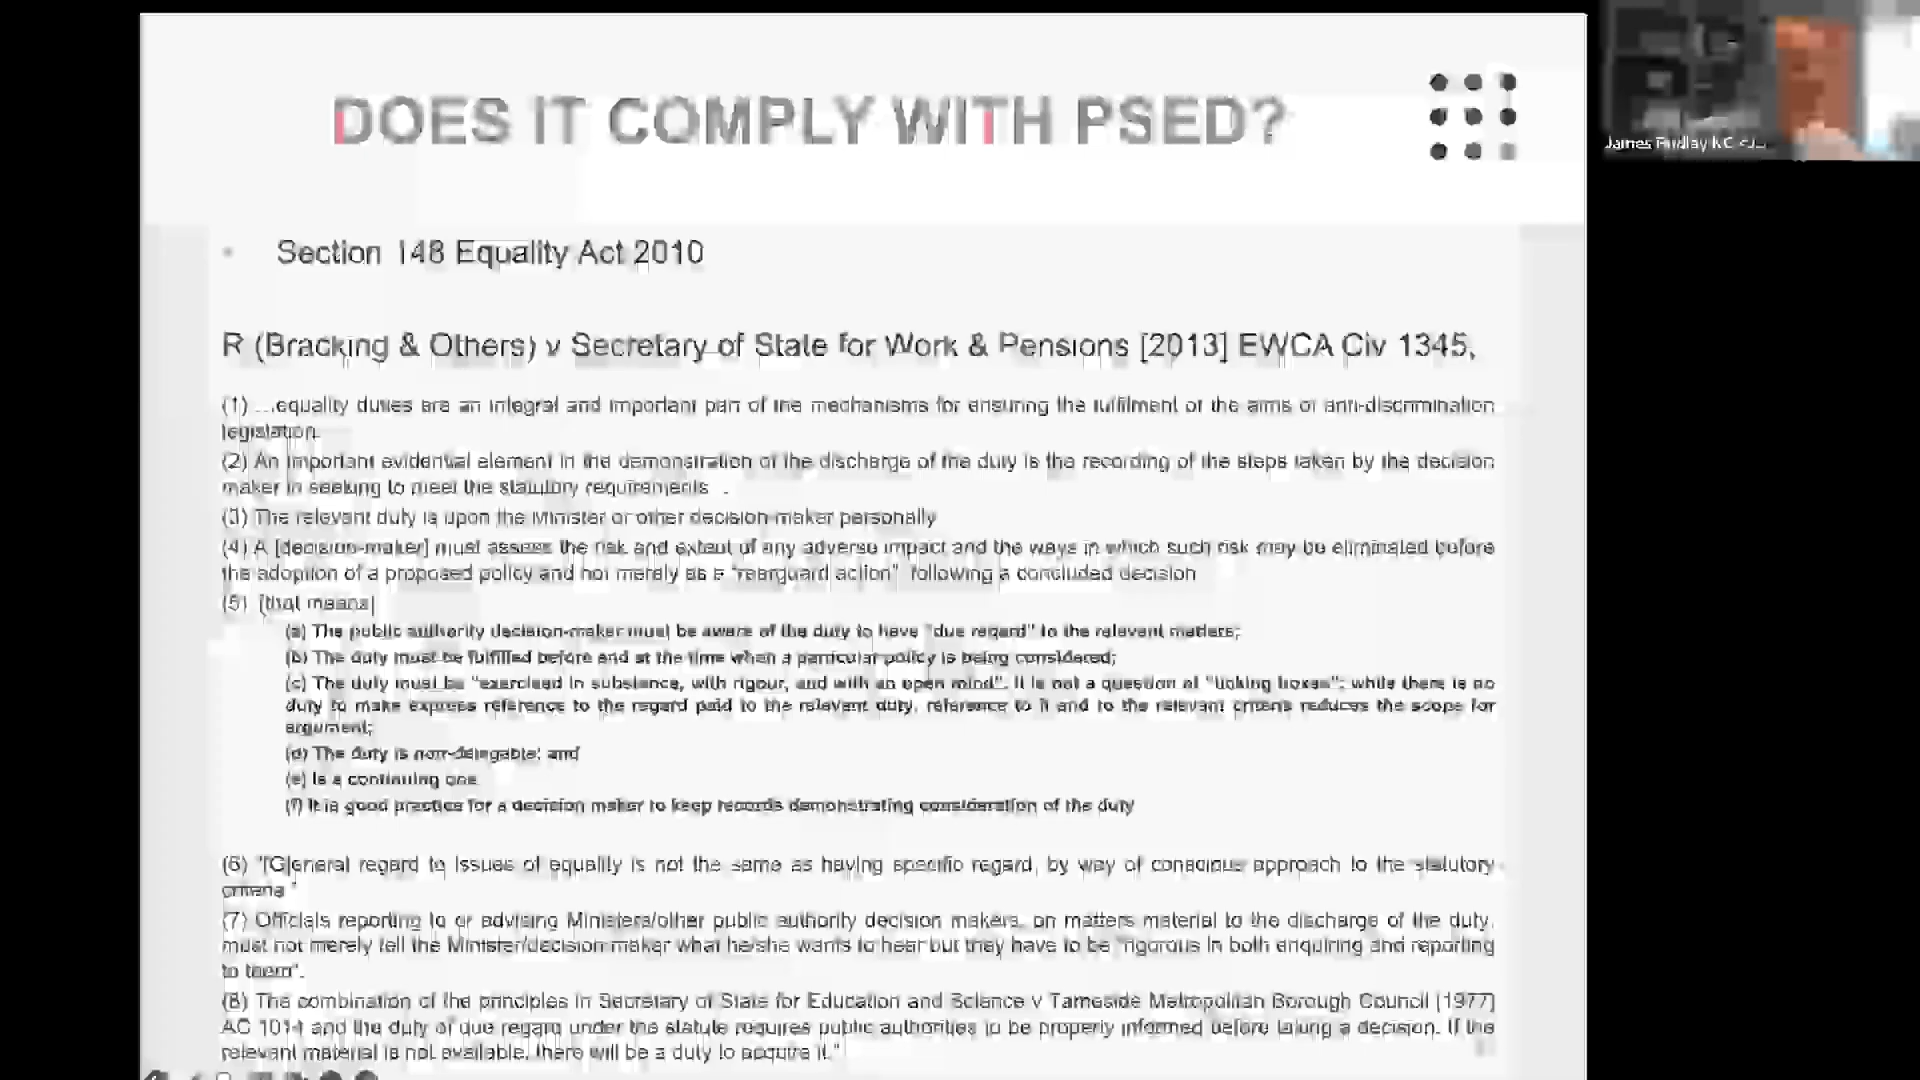 DOES IT COMPLY WITH PSED?
Section 148 Equality Act 2010
R (Bracking & Others) v Secretary of State for Work & Pensions [2013] EWCA Civ 1345,
(1) ...equality duties are an integral and important part of the mechanisms for ensuring the fulfilment of the aims of anti-discrimination
legislation.
(2) An important evidential element in the demonstration of the discharge of the duty is the recording of the steps taken by the decision
maker in seeking to meet the statutory requirements .
(3) The relevant duty is upon the Minister or other decision-maker personally
(4) A [decision-maker] must assess the risk and extent of any adverse impact and the ways in which such risk may be eliminated before
the adoption of a proposed policy and not merely as a "rearguard action" following a concluded decision
(5) [that means]
(a) The public authority decision-maker must be aware of the duty to have "due regard" to the relevant matters;
(b) The duty must be fulfilled before and at the time when a particular policy is being considered;
(c) The duty must be "exercised in substance, with rigour, and with an open mind". It is not a question of "ticking boxes"; while there is no
duty to make express reference to the regard paid to the relevant duty, reference to it and to the relevant criteria reduces the scope for
argument;
(d) The duty is non-delegable; and
(e) Is a continuing one.
(f) It is good practice for a decision maker to keep records demonstrating consideration of the duty
(6) "[G]eneral regard to issues of equality is not the same as having specific regard, by way of conscious approach to the statutory
criteria."
(7) Officials reporting to or advising Ministers/other public authority decision makers, on matters material to the discharge of the duty,
must not merely tell the Minister/decision maker what he/she wants to hear but they have to be "rigorous in both enquiring and reporting
to them".
(8) The combination of the principles in Secretary of State for Education and Science v Tameside Metropolitan Borough Council [1977]
AC 1014 and the duty of due regard under the statute requires public authorities to be properly informed before taking a decision. If the
relevant material is not available, there will be a duty to acquire it."
James KC